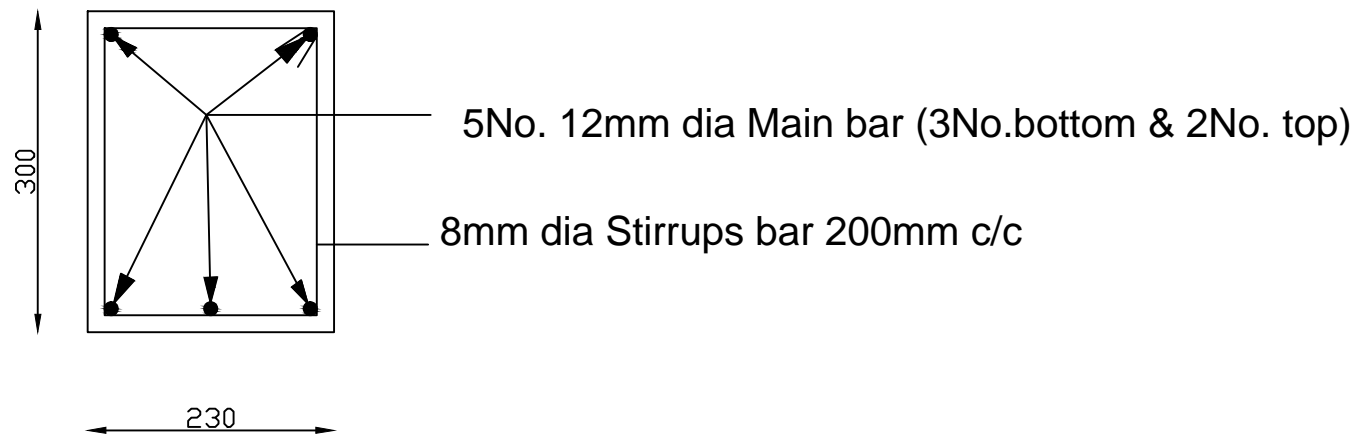 5No. 12mm dia Main bar (3No.bottom & 2No. top)
300
8mm dia Stirrups bar 200mm c/c
230